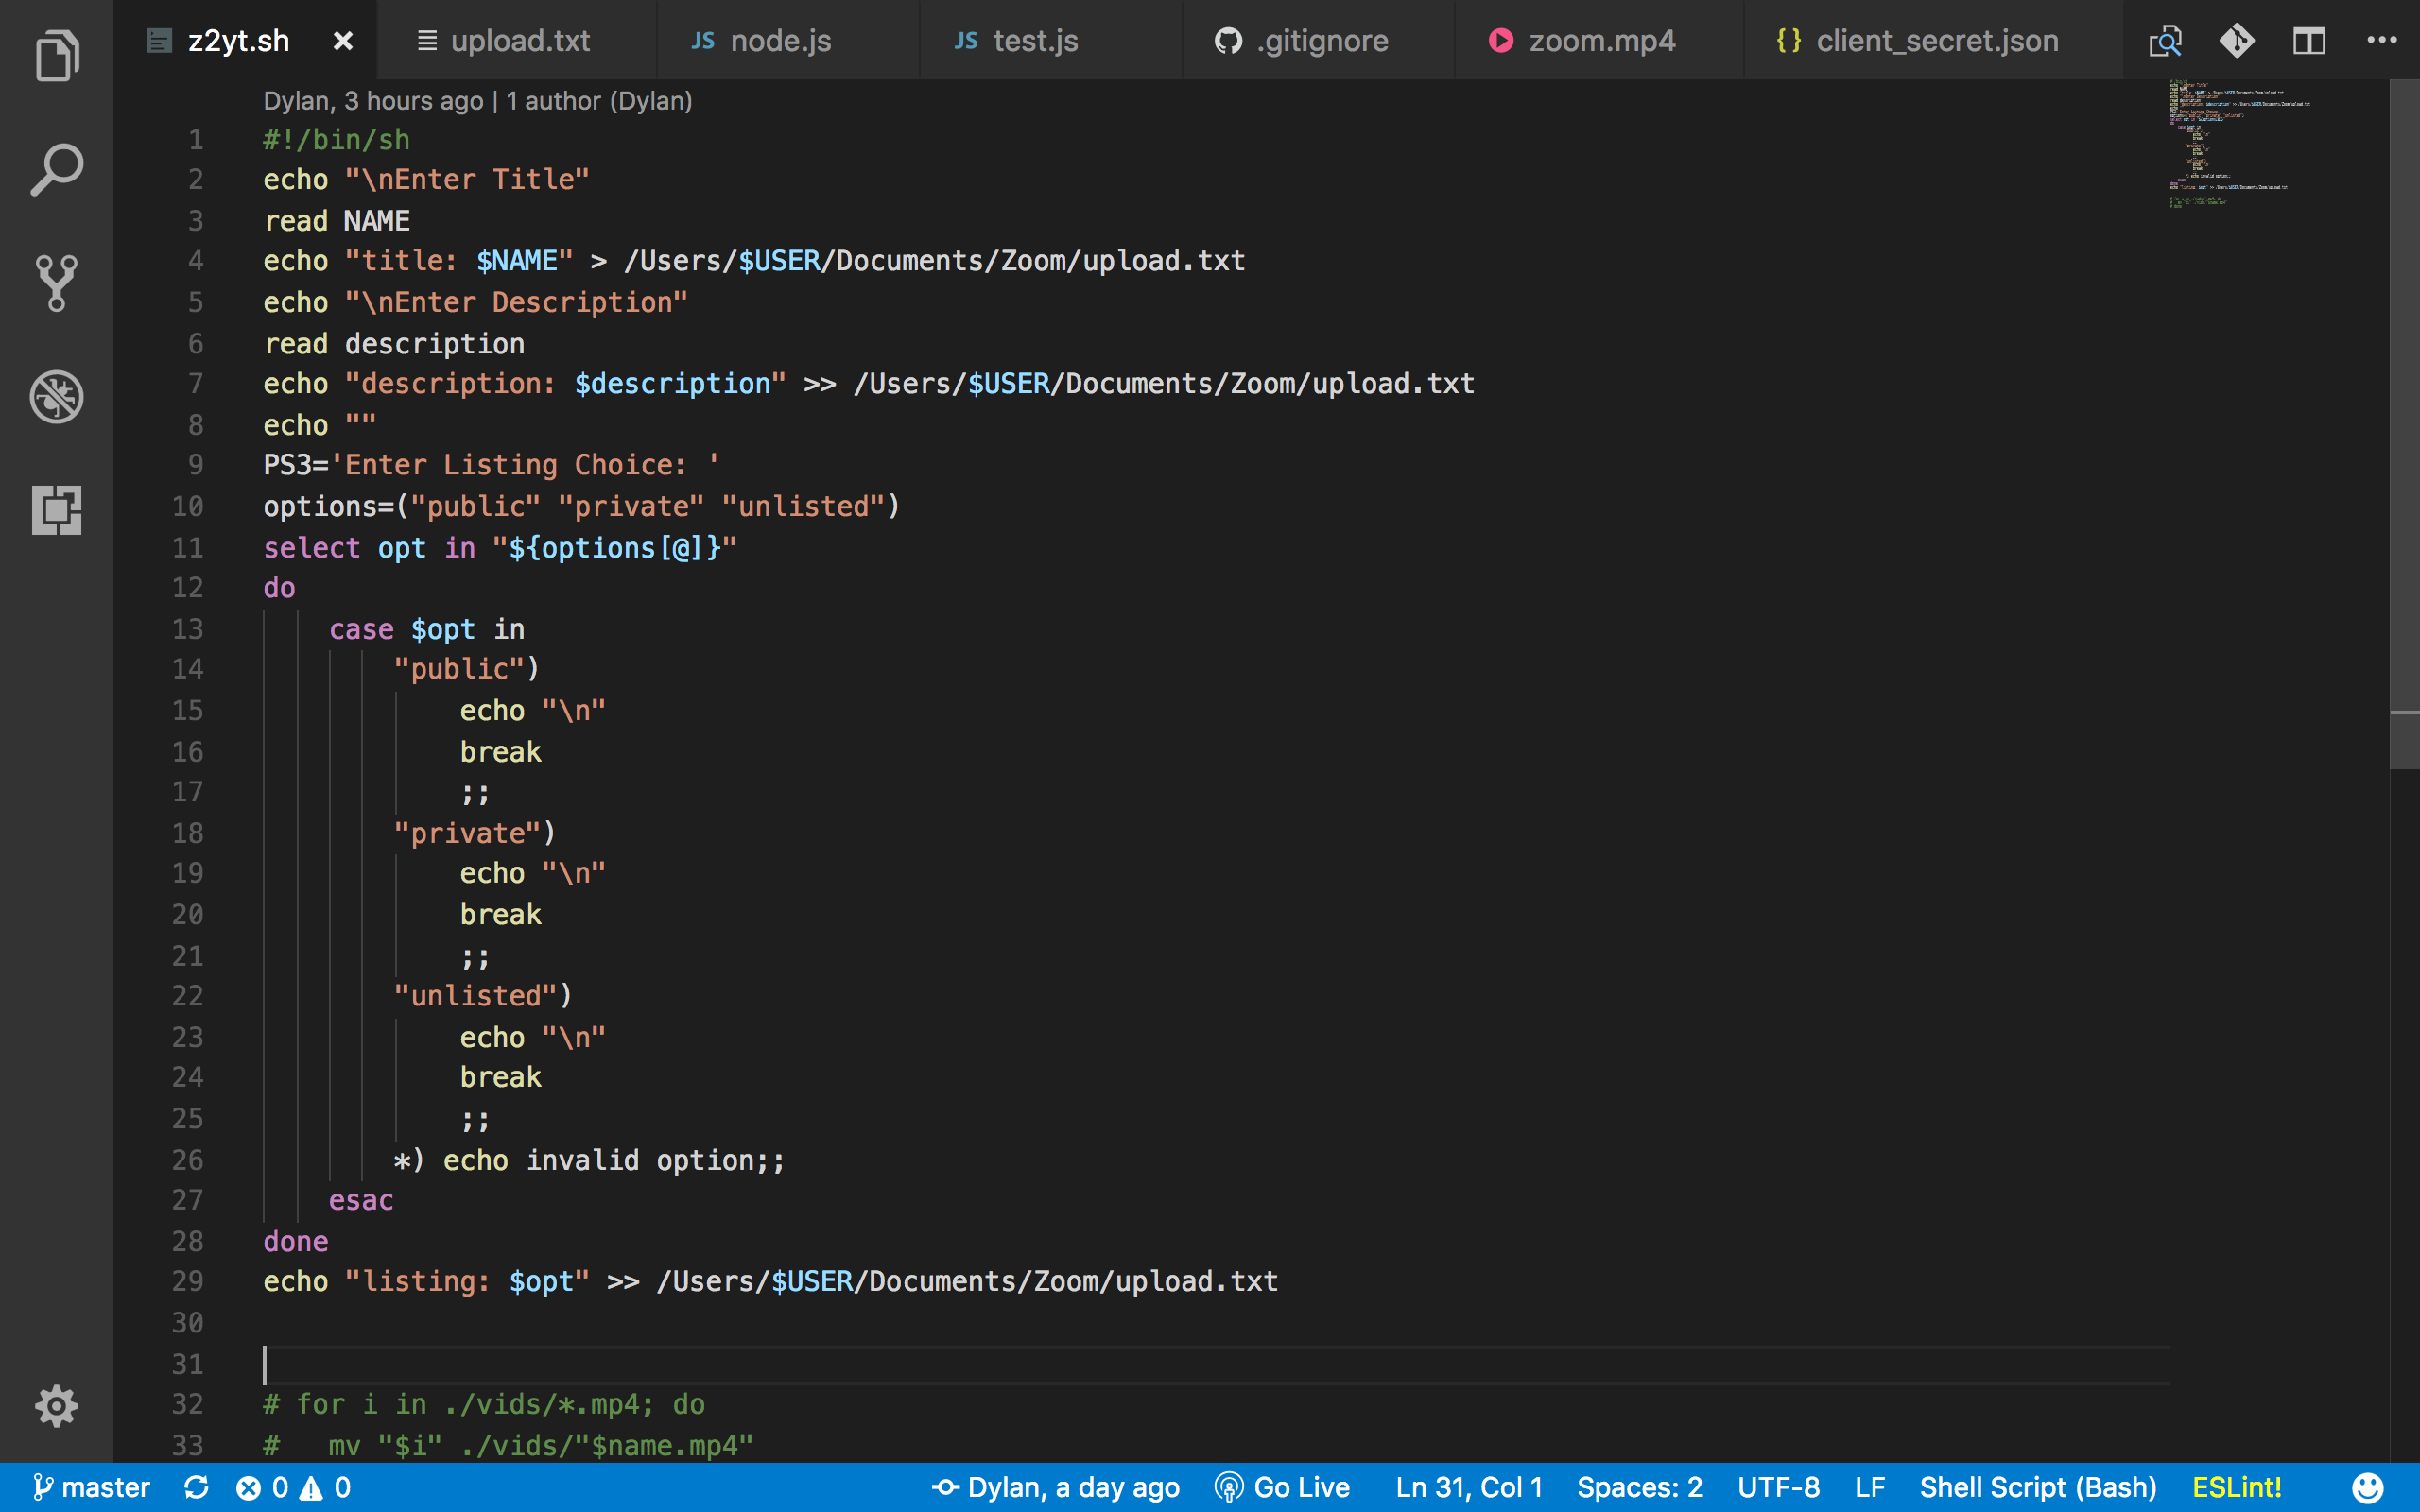 z2yt.sh upload.txt JS node.js JS test.js .gitignore zoom.mp4 {} client_secret.json
Dylan, 3 hours ago | 1 author (Dylan)
1 #!/bin/sh
2 echo "\nEnter Title"
3 read NAME
4 echo "title: $NAME" > /Users/$USER/Documents/Zoom/upload.txt
5 echo "\nEnter Description"
6 read description
7 echo "description: $description" >> /Users/$USER/Documents/Zoom/upload.txt
8 echo ""
9 PS3='Enter Listing Choice: '
10 options=("public" "private" "unlisted")
11 select opt in "${options[@]}"
12 do
13     case $opt in
14         "public")
15             echo "\n"
16             break
17             ;;
18         "private")
19             echo "\n"
20             break
21             ;;
22         "unlisted")
23             echo "\n"
24             break
25             ;;
26         *) echo invalid option;;
27     esac
28 done
29 echo "listing: $opt" >> /Users/$USER/Documents/Zoom/upload.txt
30
31
32 # for i in ./vids/*.mp4; do
33 #   mv "$i" ./vids/"$name.mp4"
master 0 0 Dylan, a day ago Go Live Ln 31, Col 1 Spaces: 2 UTF-8 LF Shell Script (Bash) ESLint!